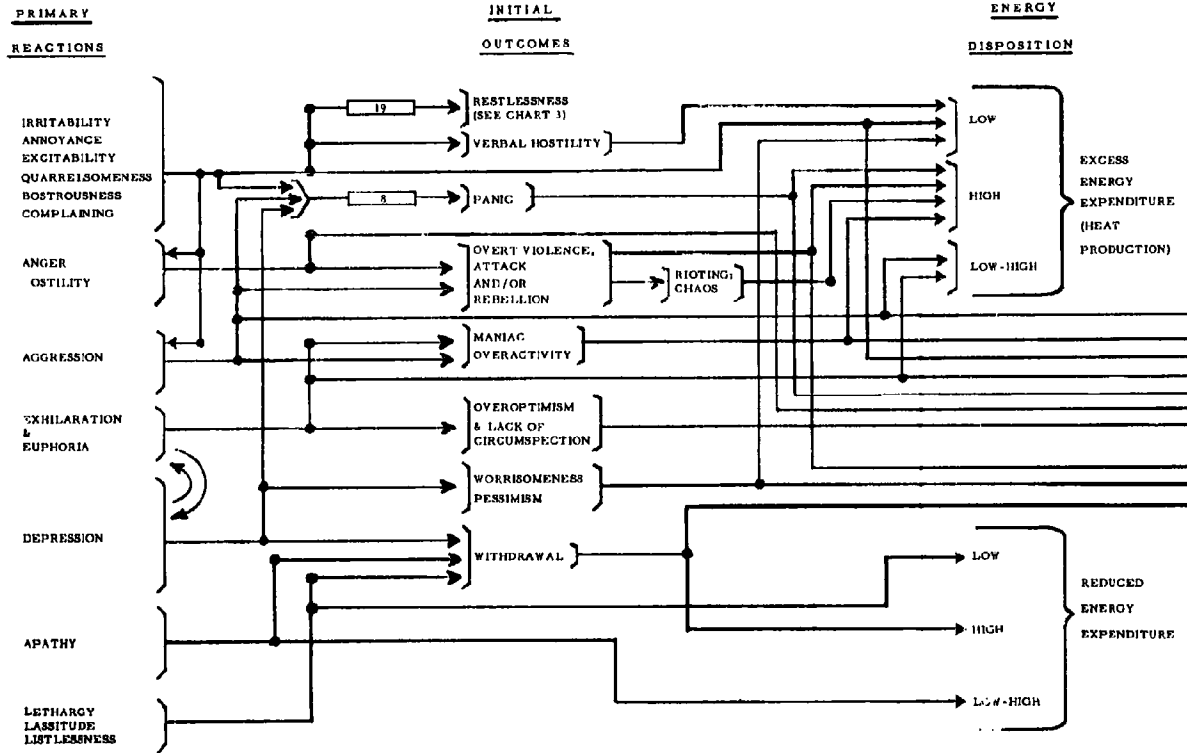 PRIMARY
REACTIONS
INITIAL
OUTCOMES
ENERGY
DISPOSITION
IRRITABILITY
ANNOYANCE
EXCITABILITY
QUARRELSOMENESS
BOSTROUSNESS
COMPLAINING
ANGER
OSTILITY
AGGRESSION
EXHILARATION
&
EUPHORIA
DEPRESSION
APATHY
LETHARGY
LASSITUDE
LISTLESSNESS
19
8
RESTLESSNESS
(SEE CHART 3)
VERBAL HOSTILITY
PANIC
OVERT VIOLENCE,
ATTACK
AND/OR
REBELLION
RIOTING;
CHAOS
MANIAC
OVERACTIVITY
OVEROPTIMISM
& LACK OF
CIRCUMSPECTION
WORRISOMENESS
PESSIMISM
WITHDRAWAL
LOW
HIGH
LOW-HIGH
EXCESS
ENERGY
EXPENDITURE
(HEAT
PRODUCTION)
LOW
HIGH
LOW-HIGH
REDUCED
ENERGY
EXPENDITURE